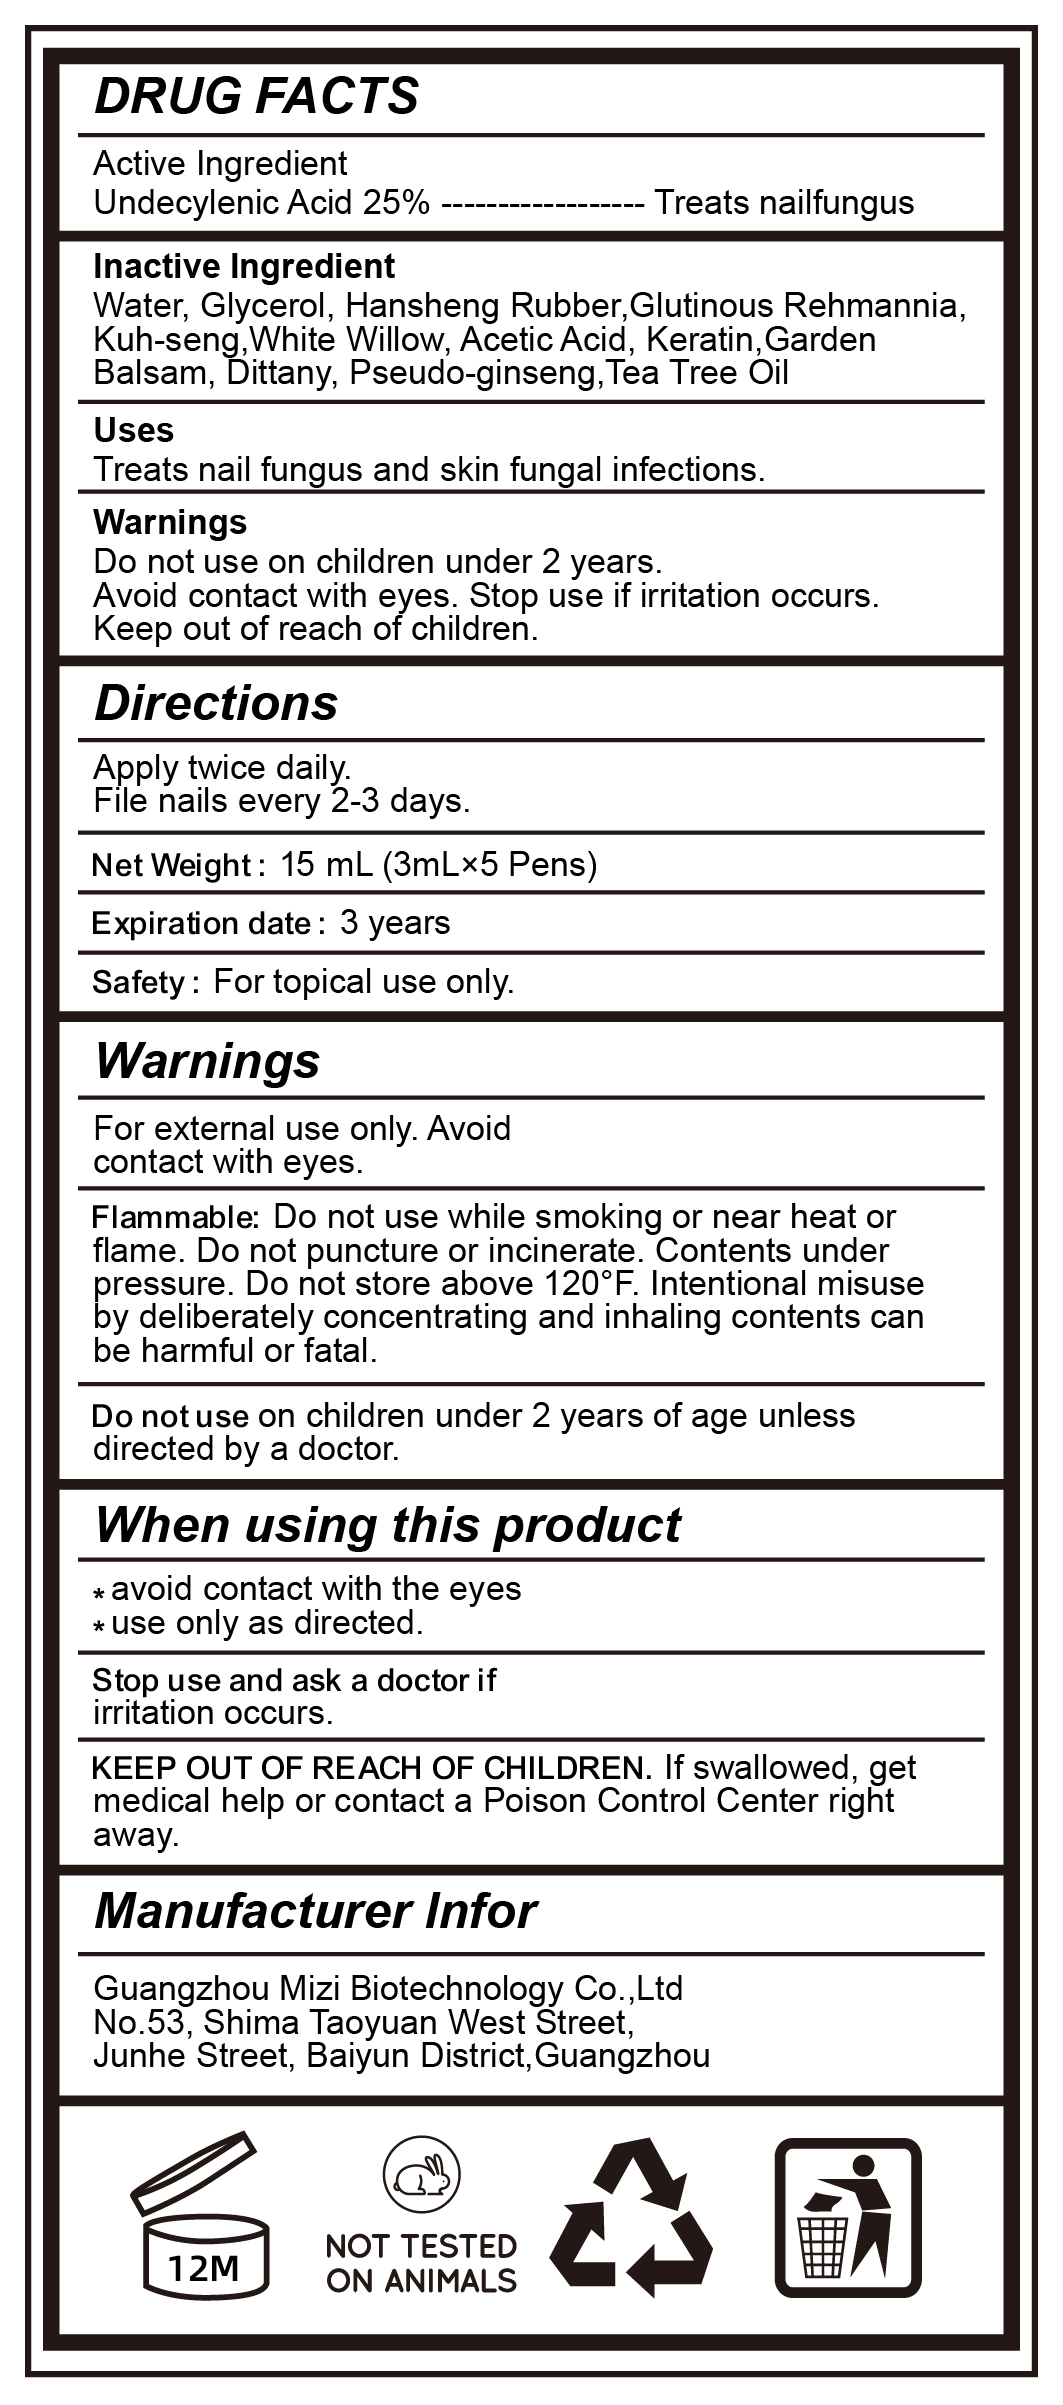 DRUG FACTS
Active Ingredient
Undecylenic Acid 25% ------------------ Treats nailfungus
Inactive Ingredient
Water, Glycerol, Hansheng Rubber,Glutinous Rehmannia,
Kuh-seng,White Willow, Acetic Acid, Keratin,Garden
Balsam, Dittany, Pseudo-ginseng,Tea Tree Oil
Uses
Treats nail fungus and skin fungal infections.
Warnings
Do not use on children under 2 years.
Avoid contact with eyes. Stop use if irritation occurs.
Keep out of reach of children.
Directions
Apply twice daily.
File nails every 2-3 days.
Net Weight : 15 mL (3mL×5 Pens)
Expiration date : 3 years
Safety : For topical use only.
Warnings
For external use only. Avoid
contact with eyes.
Flammable: Do not use while smoking or near heat or
flame. Do not puncture or incinerate. Contents under
pressure. Do not store above 120°F. Intentional misuse
by deliberately concentrating and inhaling contents can
be harmful or fatal.
Do not use on children under 2 years of age unless
directed by a doctor.
When using this product
* avoid contact with the eyes
* use only as directed.
Stop use and ask a doctor if
irritation occurs.
KEEP OUT OF REACH OF CHILDREN. If swallowed, get
medical help or contact a Poison Control Center right
away.
Manufacturer Infor
Guangzhou Mizi Biotechnology Co.,Ltd
No.53, Shima Taoyuan West Street,
Junhe Street, Baiyun District,Guangzhou
12M
NOT TESTED
ON ANIMALS